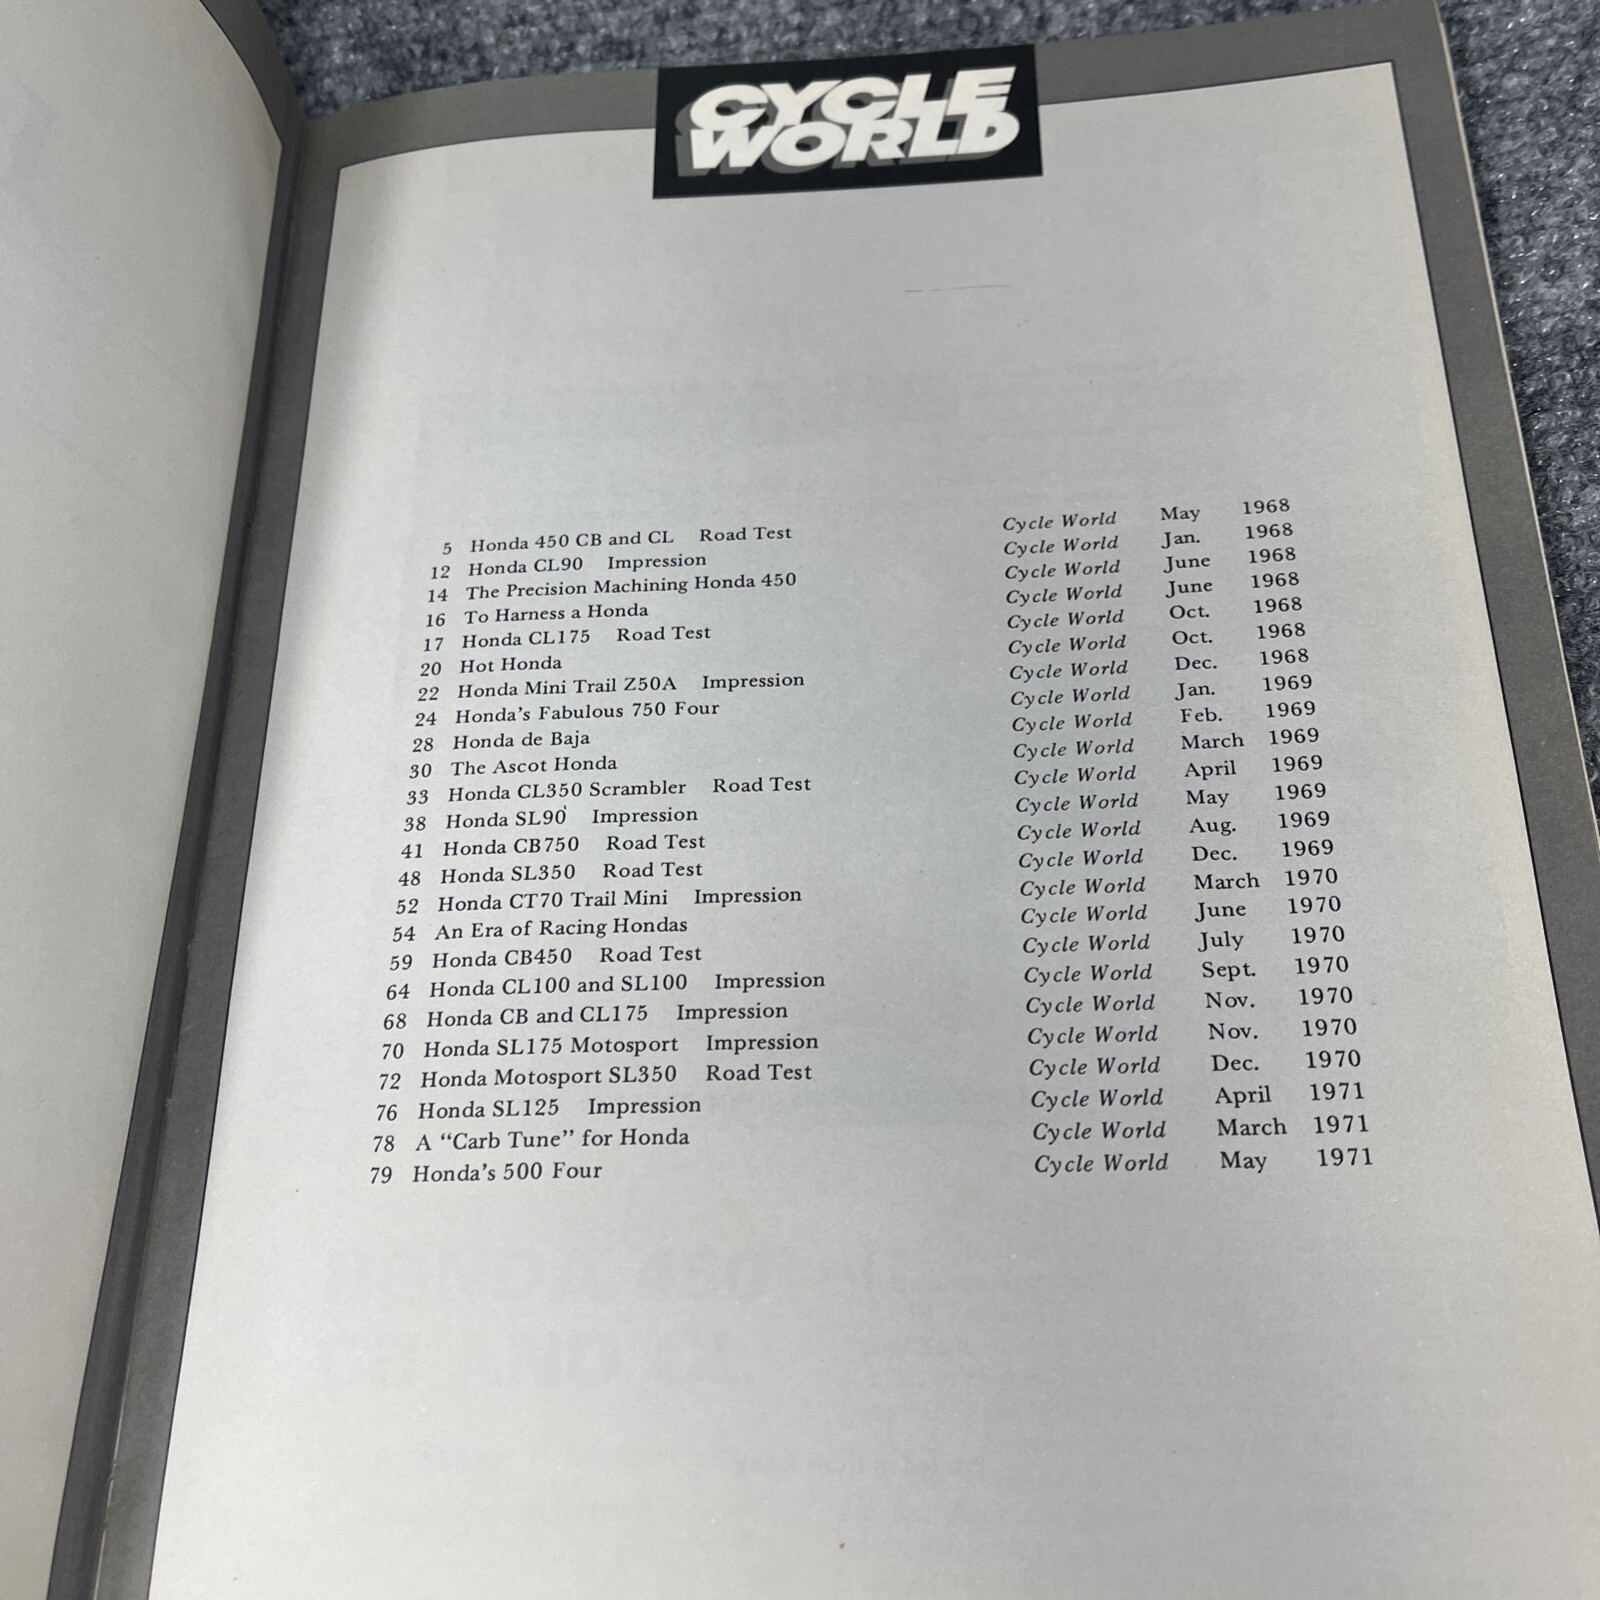 CYCLE
WORLD
5 Honda 450 CB and CL Road Test Cycle World May 1968
12 Honda CL90 Impression Cycle World Jan. 1968
14 The Precision Machining Honda 450 Cycle World June 1968
16 To Harness a Honda Cycle World June 1968
17 Honda CL175 Road Test Cycle World Oct. 1968
20 Hot Honda Cycle World Oct. 1968
22 Honda Mini Trail Z50A Impression Cycle World Dec. 1968
24 Honda's Fabulous 750 Four Cycle World Jan. 1969
28 Honda de Baja Cycle World Feb. 1969
30 The Ascot Honda Cycle World March 1969
33 Honda CL350 Scrambler Road Test Cycle World April 1969
38 Honda SL90 Impression Cycle World May 1969
41 Honda CB750 Road Test Cycle World Aug. 1969
48 Honda SL350 Road Test Cycle World Dec. 1969
52 Honda CT70 Trail Mini Impression Cycle World March 1970
54 An Era of Racing Hondas Cycle World June 1970
59 Honda CB450 Road Test Cycle World July 1970
64 Honda CL100 and SL100 Impression Cycle World Sept. 1970
68 Honda CB and CL175 Impression Cycle World Nov. 1970
70 Honda SL175 Motosport Impression Cycle World Nov. 1970
72 Honda Motosport SL350 Road Test Cycle World Dec. 1970
76 Honda SL125 Impression Cycle World April 1971
78 A “Carb Tune” for Honda Cycle World March 1971
79 Honda's 500 Four Cycle World May 1971